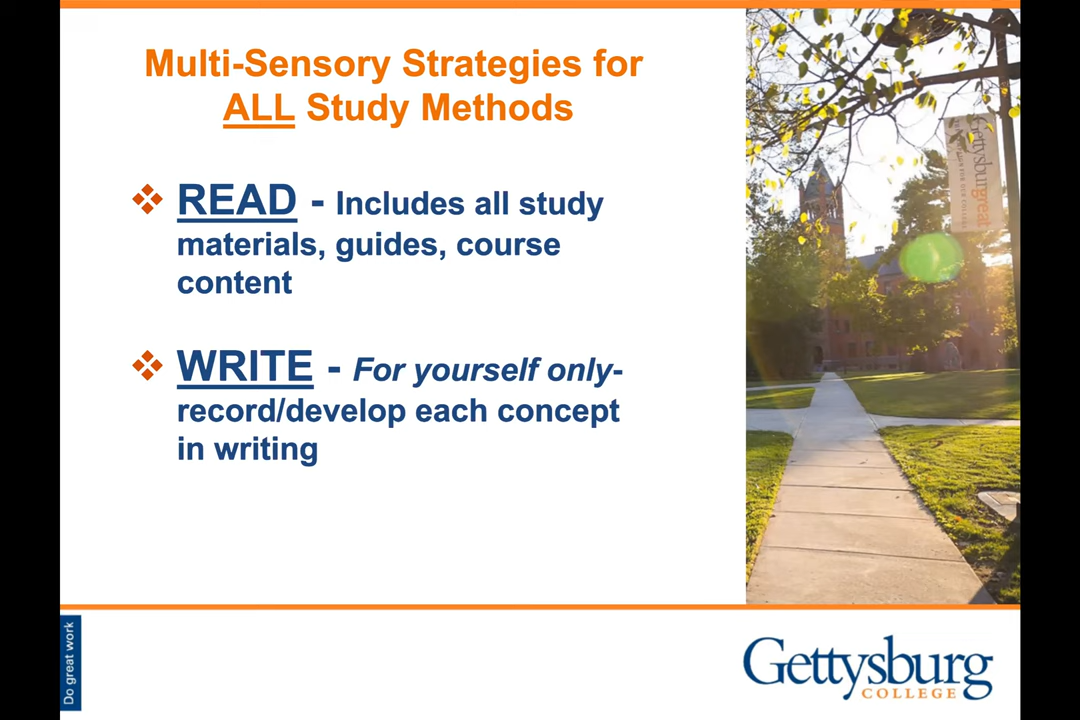 Multi-Sensory Strategies for
ALL Study Methods
❖ READ - Includes all study
materials, guides, course
content
❖ WRITE - For yourself only-
record/develop each concept
in writing
Gettysburgreat
Do great work
Gettysburg
COLLEGE